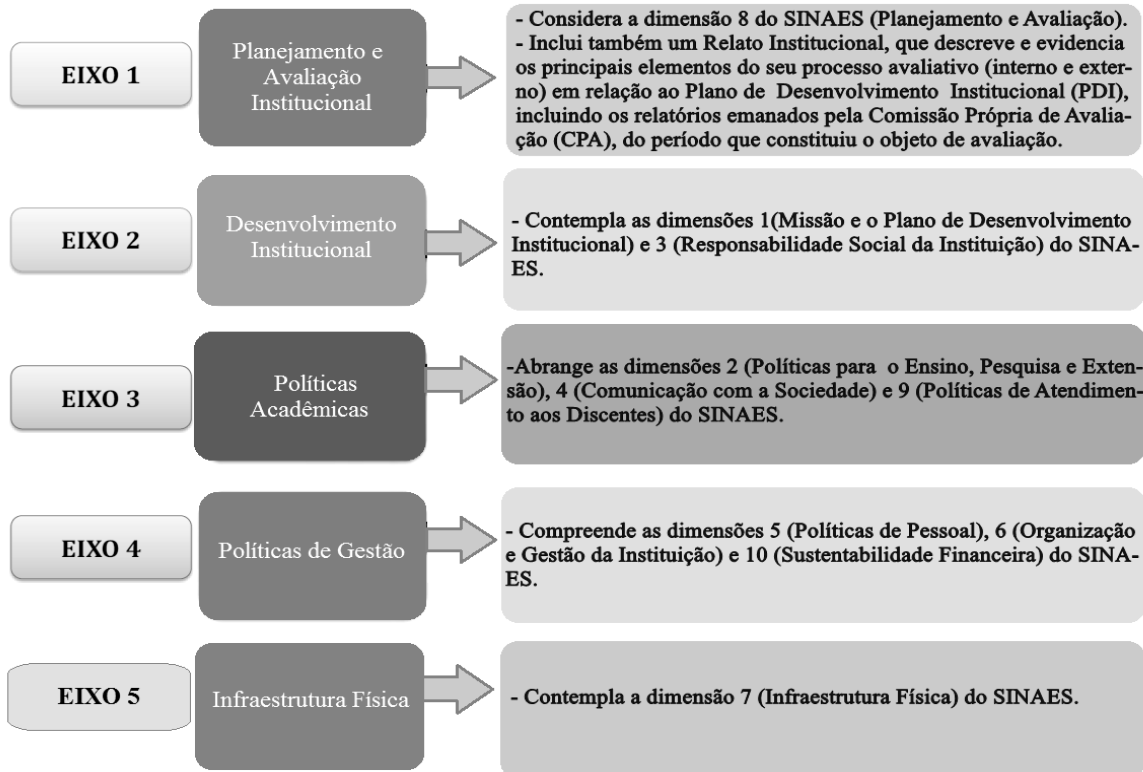 EIXO 1
Planejamento e
Avaliação
Institucional
- Considera a dimensão 8 do SINAES (Planejamento e Avaliação).
- Inclui também um Relato Institucional, que descreve e evidencia
os principais elementos do seu processo avaliativo (interno e exter-
no) em relação ao Plano de Desenvolvimento Institucional (PDI),
incluindo os relatórios emanados pela Comissão Própria de Avalia-
ção (CPA), do período que constituiu o objeto de avaliação.
EIXO 2
Desenvolvimento
Institucional
- Contempla as dimensões 1(Missão e o Plano de Desenvolvimento
Institucional) e 3 (Responsabilidade Social da Instituição) do SINA-
ES.
EIXO 3
Políticas
Acadêmicas
-Abrange as dimensões 2 (Políticas para o Ensino, Pesquisa e Exten-
são), 4 (Comunicação com a Sociedade) e 9 (Políticas de Atendimen-
to aos Discentes) do SINAES.
EIXO 4
Políticas de Gestão
- Compreende as dimensões 5 (Políticas de Pessoal), 6 (Organização
e Gestão da Instituição) e 10 (Sustentabilidade Financeira) do SINA-
ES.
EIXO 5
Infraestrutura Física
- Contempla a dimensão 7 (Infraestrutura Física) do SINAES.